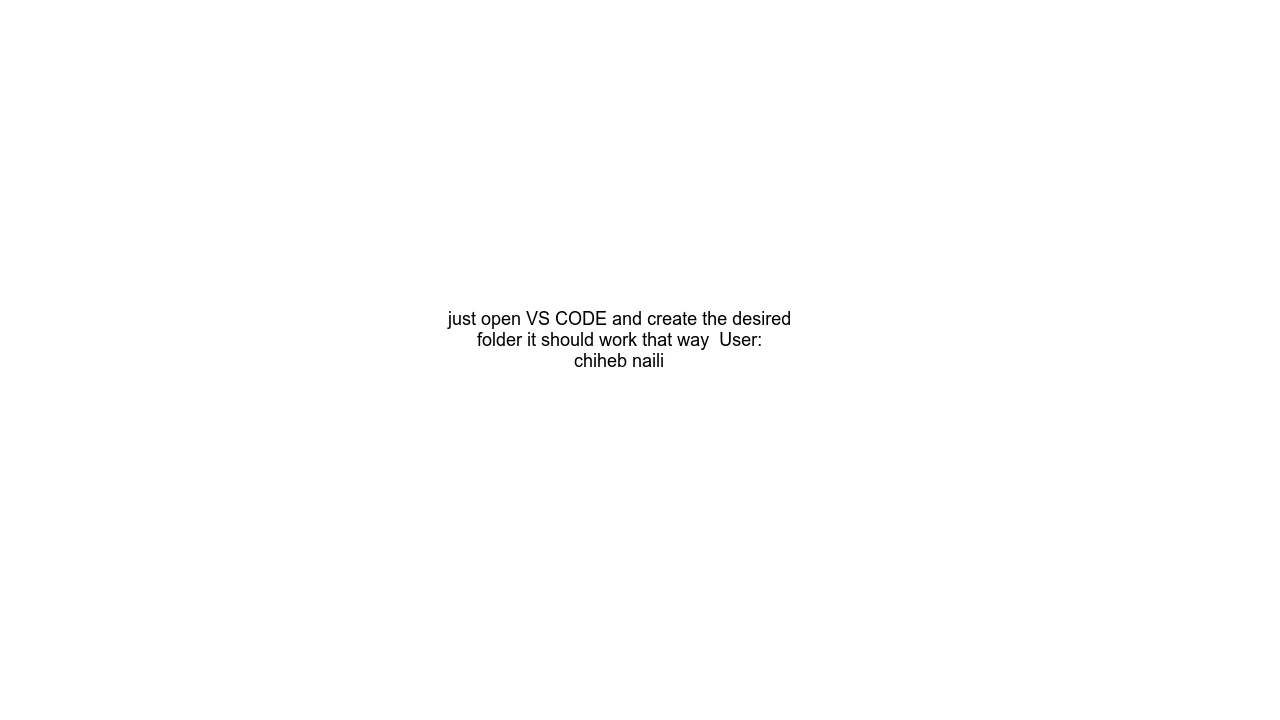 just open VS CODE and create the desired
folder it should work that way  User:
chiheb naili